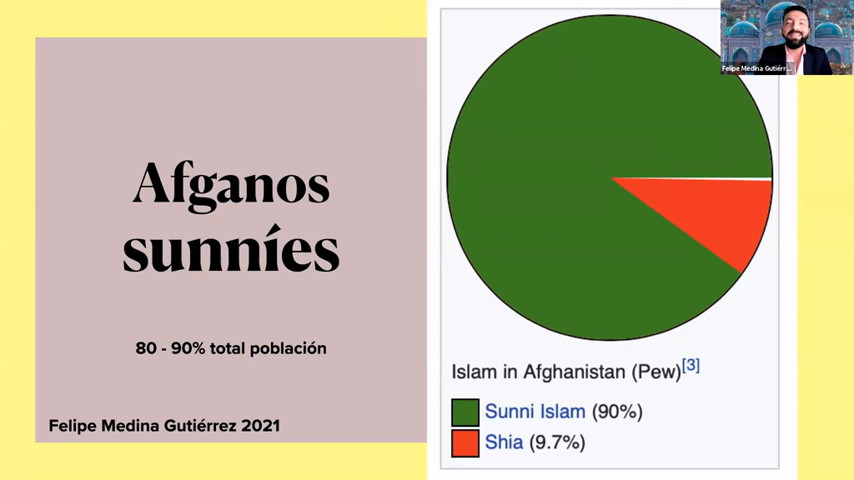 Afganos
sunníes
80 - 90% total población
Felipe Medina Gutiérrez 2021
Felipe Medina Gutiérr...
Islam in Afghanistan (Pew)[3]
Sunni Islam (90%)
Shia (9.7%)